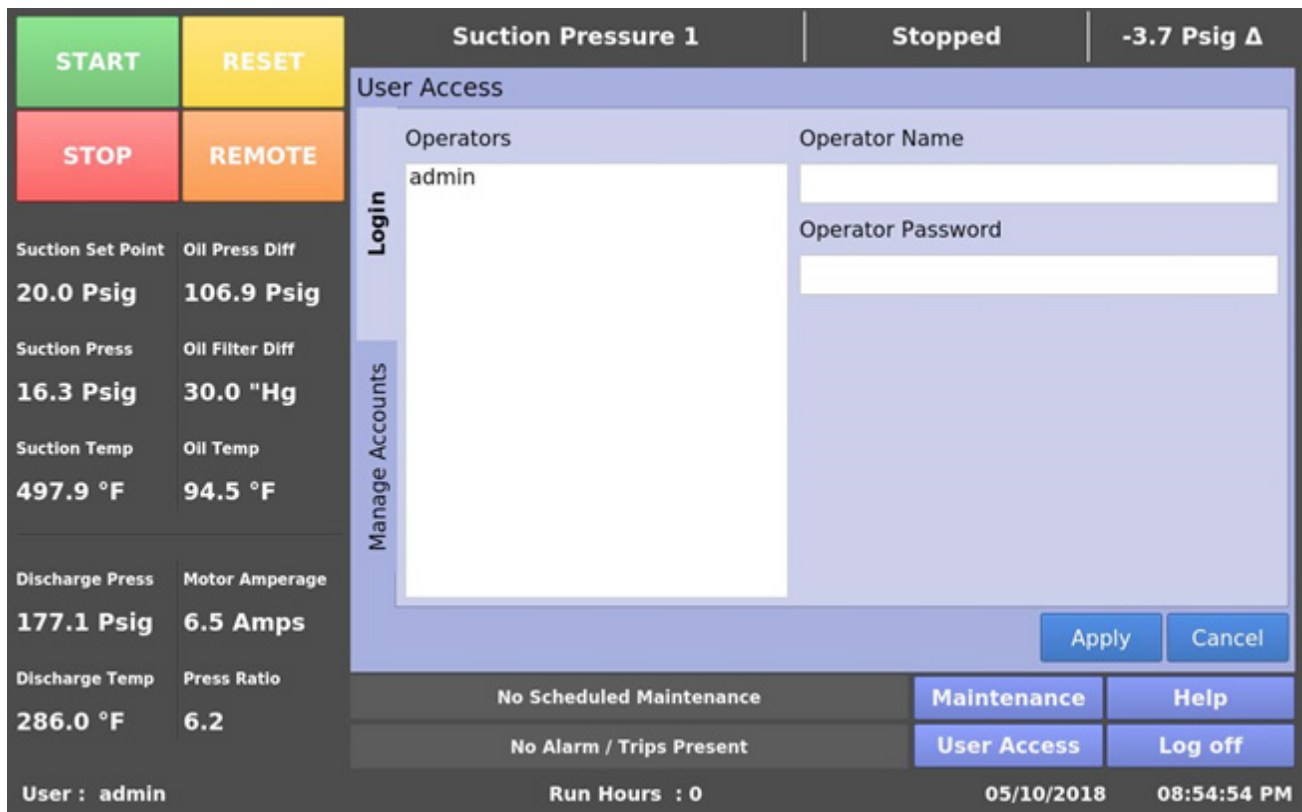 START RESET
STOP REMOTE
Suction Pressure 1 Stopped -3.7 Psig Δ
Suction Set Point Oil Press Diff
20.0 Psig 106.9 Psig
Suction Press Oil Filter Diff
16.3 Psig 30.0 "Hg
Suction Temp Oil Temp
497.9 °F 94.5 °F
Discharge Press Motor Amperage
177.1 Psig 6.5 Amps
Discharge Temp Press Ratio
286.0 °F 6.2
User Access
Login
Manage Accounts
Operators
admin
Operator Name
Operator Password
Apply Cancel
No Scheduled Maintenance Maintenance Help
No Alarm / Trips Present User Access Log off
User : admin Run Hours : 0 05/10/2018 08:54:54 PM